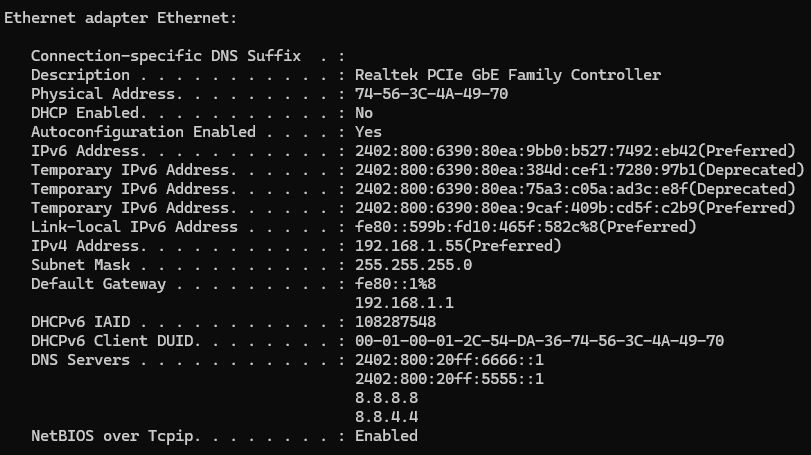 Ethernet adapter Ethernet:
Connection-specific DNS Suffix  . :
Description . . . . . . . . . . . : Realtek PCIe GbE Family Controller
Physical Address. . . . . . . . . : 74-56-3C-4A-49-70
DHCP Enabled. . . . . . . . . . . : No
Autoconfiguration Enabled . . . . : Yes
IPv6 Address. . . . . . . . . . . : 2402:800:6390:80ea:9bb0:b527:7492:eb42(Preferred)
Temporary IPv6 Address. . . . . . : 2402:800:6390:80ea:384d:cef1:7280:97b1(Deprecated)
Temporary IPv6 Address. . . . . . : 2402:800:6390:80ea:75a3:c05a:ad3c:e8f(Deprecated)
Temporary IPv6 Address. . . . . . : 2402:800:6390:80ea:9caf:409b:cd5f:c2b9(Preferred)
Link-local IPv6 Address . . . . . : fe80::599b:fd10:465f:582c%8(Preferred)
IPv4 Address. . . . . . . . . . . : 192.168.1.55(Preferred)
Subnet Mask . . . . . . . . . . . : 255.255.255.0
Default Gateway . . . . . . . . . : fe80::1%8
192.168.1.1
DHCPv6 IAID . . . . . . . . . . . : 108287548
DHCPv6 Client DUID. . . . . . . . : 00-01-00-01-2C-54-DA-36-74-56-3C-4A-49-70
DNS Servers . . . . . . . . . . . : 2402:800:20ff:6666::1
2402:800:20ff:5555::1
8.8.8.8
8.8.4.4
NetBIOS over Tcpip. . . . . . . . : Enabled